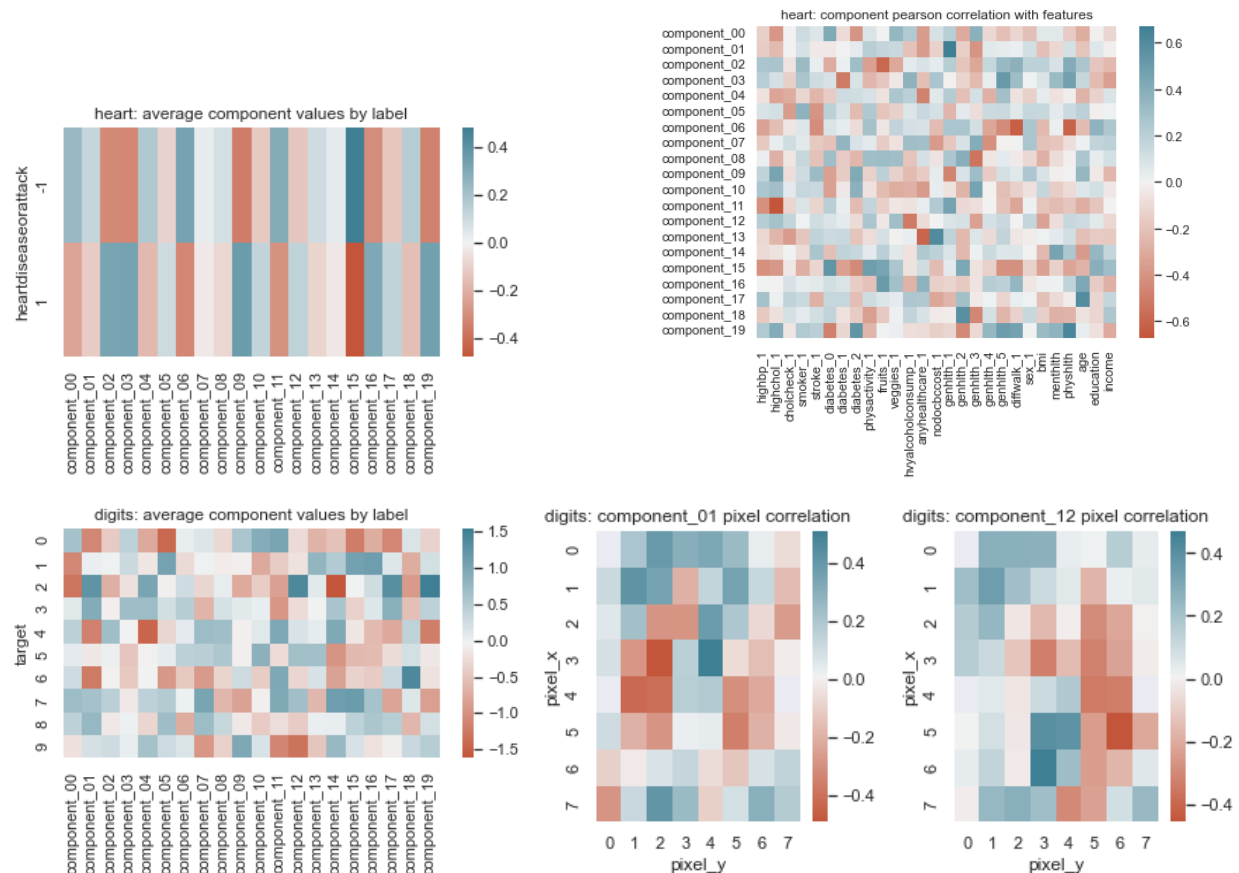 heart: component pearson correlation with features
component_00
component_01
component_02
component_03
component_04
component_05
component_06
component_07
component_08
component_09
component_10
component_11
component_12
component_13
component_14
component_15
component_16
component_17
component_18
component_19
highbp_1
highchol_1
cholcheck_1
smoker_1
stroke_1
diabetes_0
diabetes_1
diabetes_2
physactivity_1
fruits_1
veggies_1
hvyalcoholconsump_1
anyhealthcare_1
nodocbccost_1
genhlth_1
genhlth_2
genhlth_3
genhlth_4
genhlth_5
diffwalk_1
sex_1
bmi
menthlth
physhlth
age
education
income
0.6
0.4
0.2
0.0
−0.2
−0.4
−0.6
heart: average component values by label
heartdiseaseorattack
-1
1
component_00
component_01
component_02
component_03
component_04
component_05
component_06
component_07
component_08
component_09
component_10
component_11
component_12
component_13
component_14
component_15
component_16
component_17
component_18
component_19
0.4
0.2
0.0
−0.2
−0.4
digits: average component values by label
target
0
1
2
3
4
5
6
7
8
9
component_00
component_01
component_02
component_03
component_04
component_05
component_06
component_07
component_08
component_09
component_10
component_11
component_12
component_13
component_14
component_15
component_16
component_17
component_18
component_19
1.5
1.0
0.5
0.0
−0.5
−1.0
−1.5
digits: component_01 pixel correlation
pixel_x
0
1
2
3
4
5
6
7
0 1 2 3 4 5 6 7
pixel_y
0.4
0.2
0.0
−0.2
−0.4
digits: component_12 pixel correlation
pixel_x
0
1
2
3
4
5
6
7
0 1 2 3 4 5 6 7
pixel_y
0.4
0.2
0.0
−0.2
−0.4